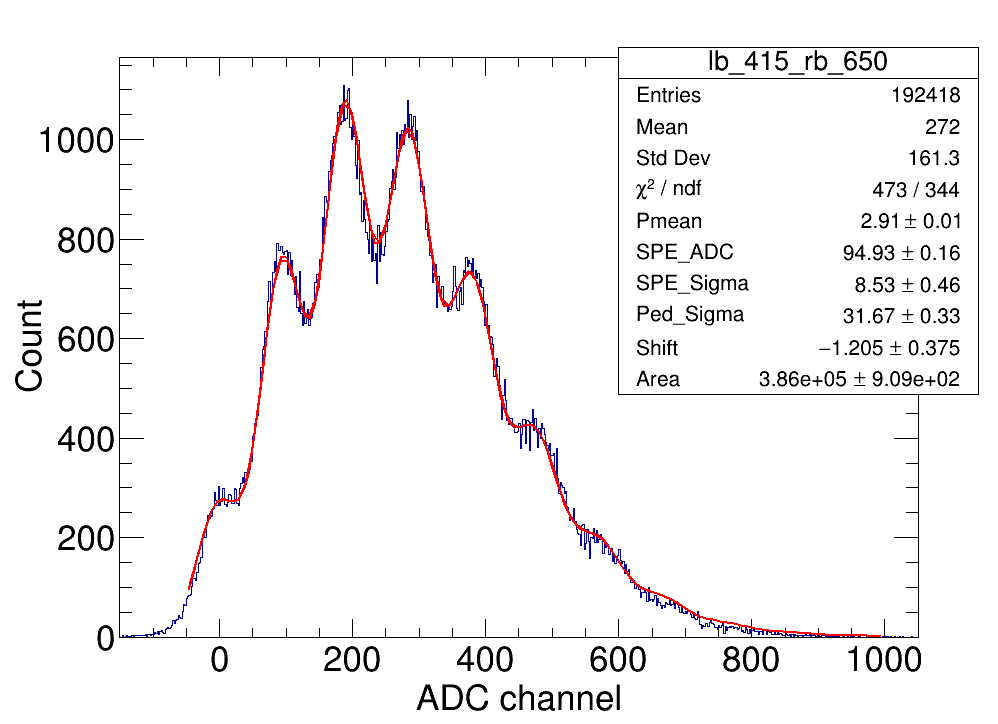 lb_415_rb_650
Entries 192418
Mean 272
Std Dev 161.3
χ² / ndf 473 / 344
Pmean 2.91 ± 0.01
SPE_ADC 94.93 ± 0.16
SPE_Sigma 8.53 ± 0.46
Ped_Sigma 31.67 ± 0.33
Shift −1.205 ± 0.375
Area 3.86e+05 ± 9.09e+02
Count
1000
800
600
400
200
0
0 200 400 600 800 1000
ADC channel